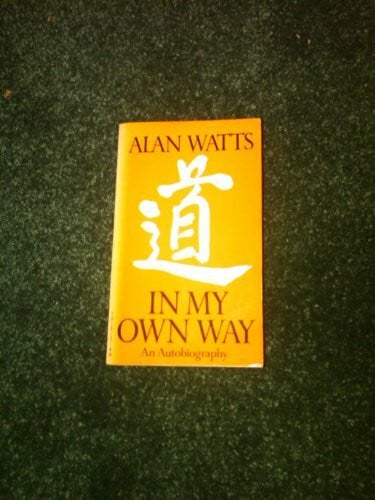 ALAN WATTS
道
IN MY
OWN WAY
An Autobiography